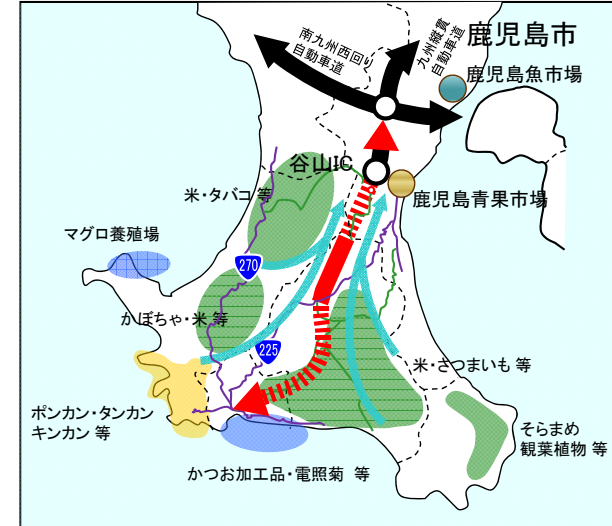 南九州西回り
自動車道
九州縦貫
自動車道
鹿児島市
鹿児島魚市場
谷山IC
鹿児島青果市場
米・タバコ 等
マグロ養殖場
270
かぼちゃ・米 等
225
米・さつまいも 等
ポンカン・タンカン
キンカン 等
そらまめ
観葉植物 等
かつお加工品・電照菊 等